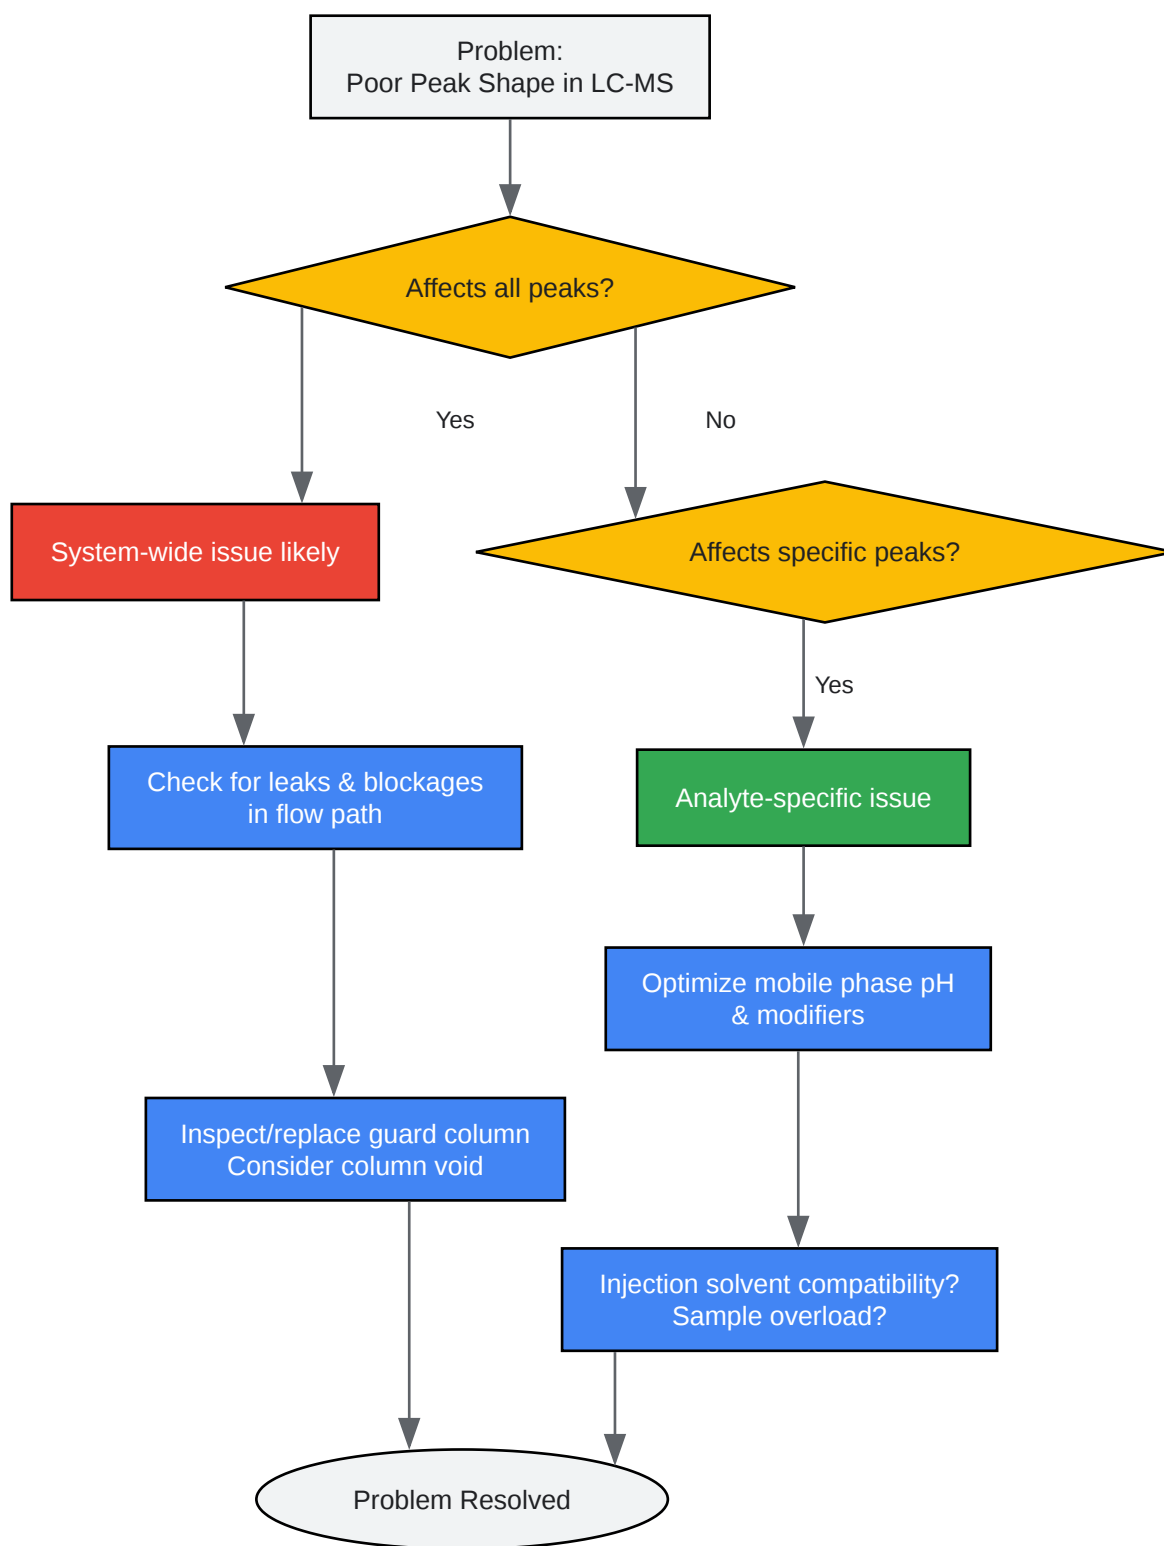 Problem:
Poor Peak Shape in LC-MS
Affects all peaks?
Yes
No
System-wide issue likely
Affects specific peaks?
Yes
Check for leaks & blockages
in flow path
Analyte-specific issue
Optimize mobile phase pH
& modifiers
Inspect/replace guard column
Consider column void
Injection solvent compatibility?
Sample overload?
Problem Resolved